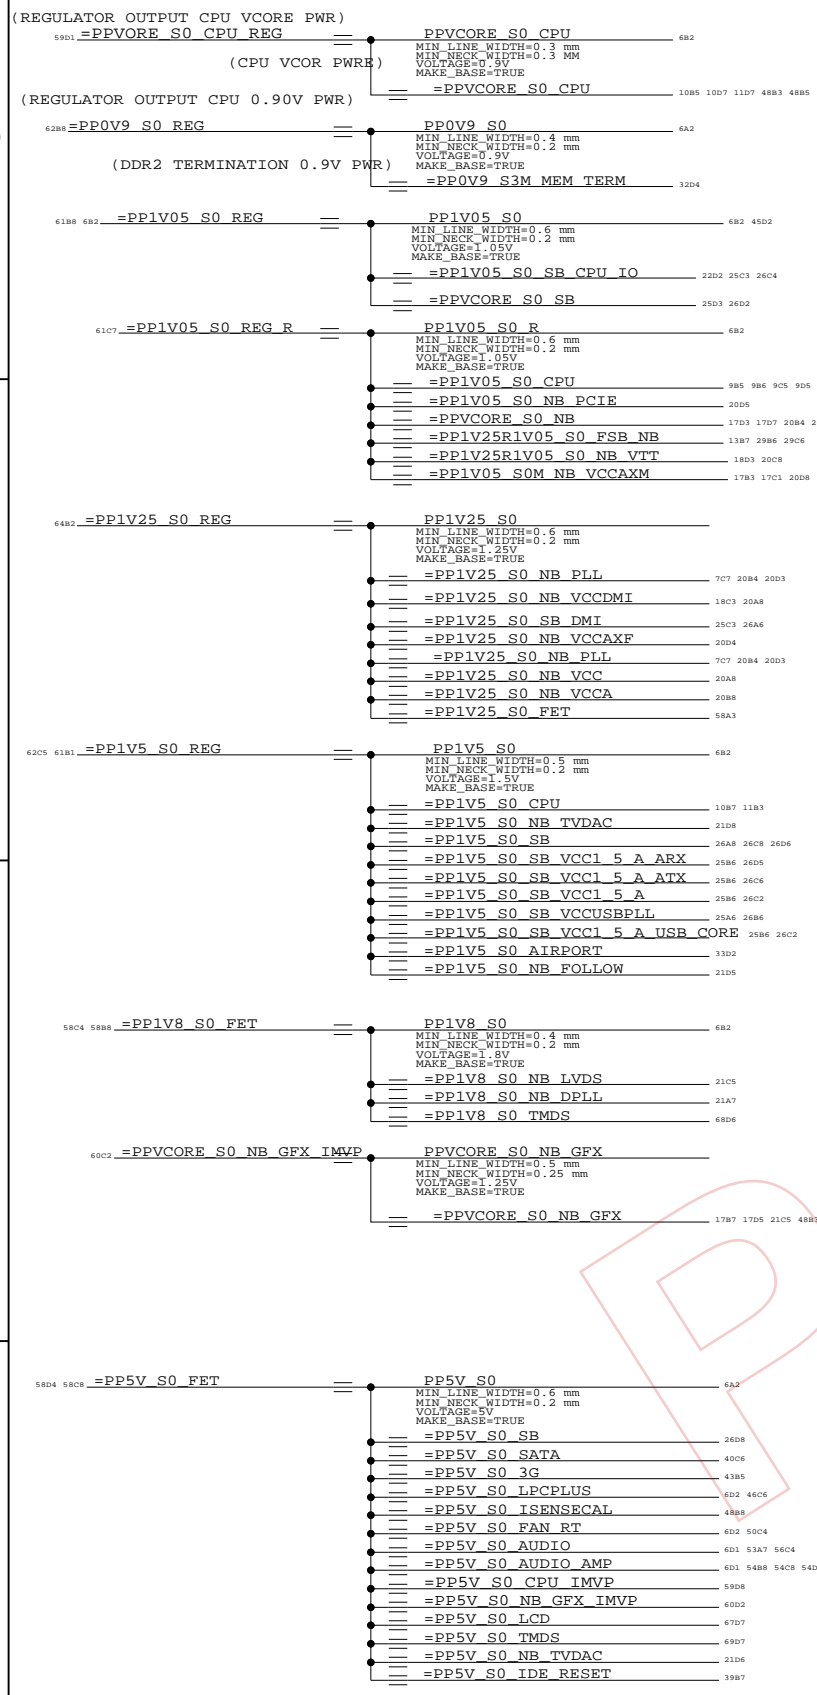 (REGULATOR OUTPUT CPU VCORE PWR)
59D1 =PPVORE_S0_CPU_REG PPVCORE_S0_CPU 6B2
MIN_LINE_WIDTH=0.3 mm
MIN_NECK_WIDTH=0.3 MM
VOLTAGE=0.9V
MAKE_BASE=TRUE
(CPU VCOR PWRE)
=PPVCORE_S0_CPU 10B5 10D7 11D7 48B3 48B5
(REGULATOR OUTPUT CPU 0.90V PWR)
62B8 =PP0V9_S0_REG PP0V9_S0 6A2
MIN_LINE_WIDTH=0.4 mm
MIN_NECK_WIDTH=0.2 mm
VOLTAGE=0.9V
MAKE_BASE=TRUE
(DDR2 TERMINATION 0.9V PWR)
=PP0V9_S3M_MEM_TERM 32D4
61B8 6B2 =PP1V05_S0_REG PP1V05_S0 6B2 45D2
MIN_LINE_WIDTH=0.6 mm
MIN_NECK_WIDTH=0.2 mm
VOLTAGE=1.05V
MAKE_BASE=TRUE
=PP1V05_S0_SB_CPU_IO 22D2 25C3 26C4
=PPVCORE_S0_SB 25D3 26D2
61C7 =PP1V05_S0_REG_R PP1V05_S0_R 6B2
MIN_LINE_WIDTH=0.6 mm
MIN_NECK_WIDTH=0.2 mm
VOLTAGE=1.05V
MAKE_BASE=TRUE
=PP1V05_S0_CPU 9B5 9B6 9C5 9D5
=PP1V05_S0_NB_PCIE 20D5
=PPVCORE_S0_NB 17D3 17D7 20B4 2
=PP1V25R1V05_S0_FSB_NB 13B7 29B6 29C6
=PP1V25R1V05_S0_NB_VTT 18D3 20C8
=PP1V05_S0M_NB_VCCAXM 17B3 17C1 20D8
64B2 =PP1V25_S0_REG PP1V25_S0
MIN_LINE_WIDTH=0.6 mm
MIN_NECK_WIDTH=0.2 mm
VOLTAGE=1.25V
MAKE_BASE=TRUE
=PP1V25_S0_NB_PLL 7C7 20B4 20D3
=PP1V25_S0_NB_VCCDMI 18C3 20A8
=PP1V25_S0_SB_DMI 25C3 26A6
=PP1V25_S0_NB_VCCAXF 20D4
=PP1V25_S0_NB_PLL 7C7 20B4 20D3
=PP1V25_S0_NB_VCC 20A8
=PP1V25_S0_NB_VCCA 20B8
=PP1V25_S0_FET 58A3
62C5 61B1 =PP1V5_S0_REG PP1V5_S0 6B2
MIN_LINE_WIDTH=0.5 mm
MIN_NECK_WIDTH=0.2 mm
VOLTAGE=1.5V
MAKE_BASE=TRUE
=PP1V5_S0_CPU 10B7 11B3
=PP1V5_S0_NB_TVDAC 21D8
=PP1V5_S0_SB 26A8 26C8 26D6
=PP1V5_S0_SB_VCC1_5_A_ARX 25B6 26D5
=PP1V5_S0_SB_VCC1_5_A_ATX 25B6 26C6
=PP1V5_S0_SB_VCC1_5_A 25B6 26C2
=PP1V5_S0_SB_VCCUSBPLL 25A6 26B6
=PP1V5_S0_SB_VCC1_5_A_USB_CORE 25B6 26C2
=PP1V5_S0_AIRPORT 33D2
=PP1V5_S0_NB_FOLLOW 21D5
58C4 58B8 =PP1V8_S0_FET PP1V8_S0 6B2
MIN_LINE_WIDTH=0.4 mm
MIN_NECK_WIDTH=0.2 mm
VOLTAGE=1.8V
MAKE_BASE=TRUE
=PP1V8_S0_NB_LVDS 21C5
=PP1V8_S0_NB_DPLL 21A7
=PP1V8_S0_TMDS 68D6
60C2 =PPVCORE_S0_NB_GFX_IMVP PPVCORE_S0_NB_GFX
MIN_LINE_WIDTH=0.5 mm
MIN_NECK_WIDTH=0.25 mm
VOLTAGE=1.25V
MAKE_BASE=TRUE
=PPVCORE_S0_NB_GFX 17B7 17D5 21C5 48B3
58D4 58C8 =PP5V_S0_FET PP5V_S0 6A2
MIN_LINE_WIDTH=0.6 mm
MIN_NECK_WIDTH=0.2 mm
VOLTAGE=5V
MAKE_BASE=TRUE
=PP5V_S0_SB 26D8
=PP5V_S0_SATA 40C6
=PP5V_S0_3G 43B5
=PP5V_S0_LPCPLUS 6D2 46C6
=PP5V_S0_ISENSECAL 48B8
=PP5V_S0_FAN_RT 6D2 50C4
=PP5V_S0_AUDIO 6D1 53A7 56C4
=PP5V_S0_AUDIO_AMP 6D1 54B8 54C8 54D
=PP5V_S0_CPU_IMVP 59D8
=PP5V_S0_NB_GFX_IMVP 60D2
=PP5V_S0_LCD 67D7
=PP5V_S0_TMDS 69D7
=PP5V_S0_NB_TVDAC 21D6
=PP5V_S0_IDE_RESET 39B7